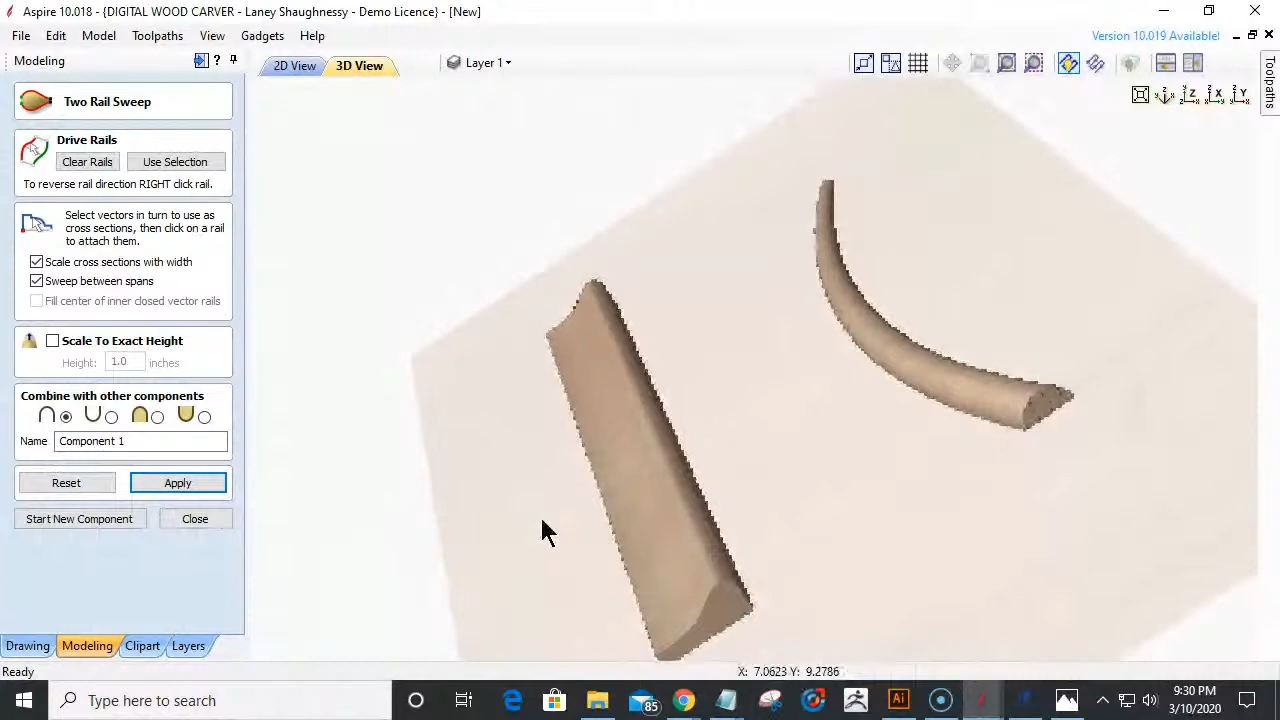 Aspire 10.018 - {DIGITAL WOOD CARVER - Laney Shaughnessy - Demo Licence} - [New]
File Edit Model Toolpaths View Gadgets Help
Version 10.019 Available!
Modeling
?
2D View
3D View
Layer 1
Toolpaths
Z
X
Y
Two Rail Sweep
Drive Rails
Clear Rails
Use Selection
To reverse rail direction RIGHT click rail.
Select vectors in turn to use as
cross sections, then click on a rail
to attach them.
Scale cross sections with width
Sweep between spans
Fill center of inner closed vector rails
Scale To Exact Height
Height: 1.0 inches
Combine with other components
Name Component 1
Reset
Apply
Start New Component
Close
Drawing
Modeling
Clipart
Layers
Ready
X: 7.0623 Y: 9.2786
Type here to search
85
Ai
9:30 PM
3/10/2020